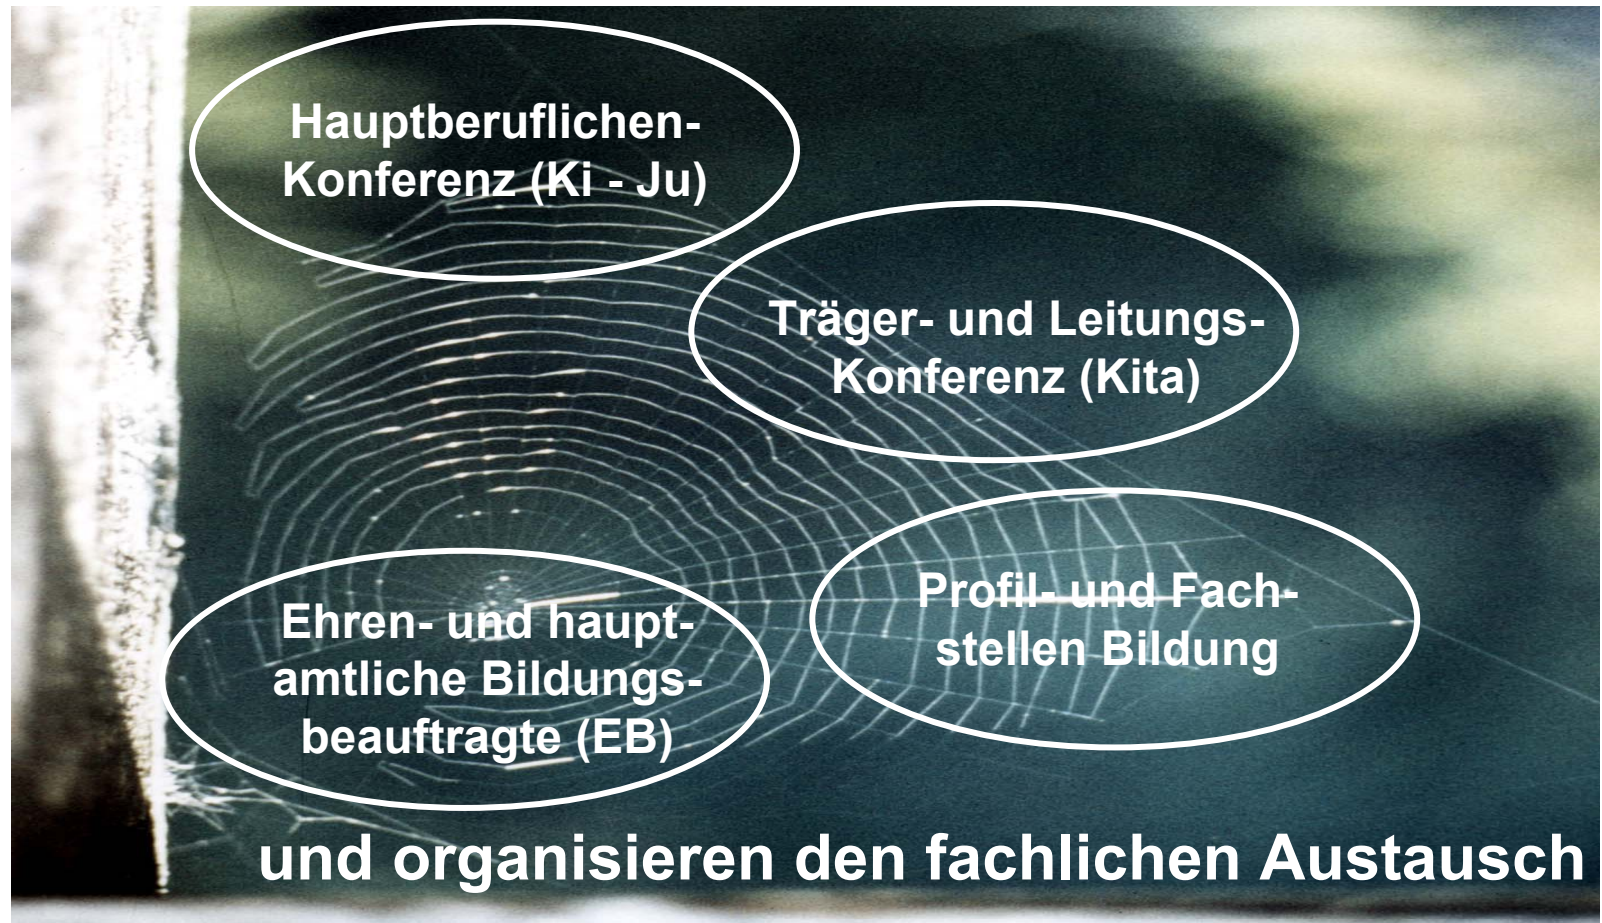 Hauptberuflichen-
Konferenz (Ki - Ju)
Träger- und Leitungs-
Konferenz (Kita)
Profil- und Fach-
stellen Bildung
Ehren- und haupt-
amtliche Bildungs-
beauftragte (EB)
und organisieren den fachlichen Austausch